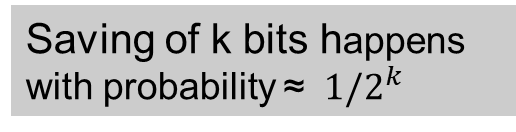 Saving of k bits happens
with probability ≈ 1/2^k